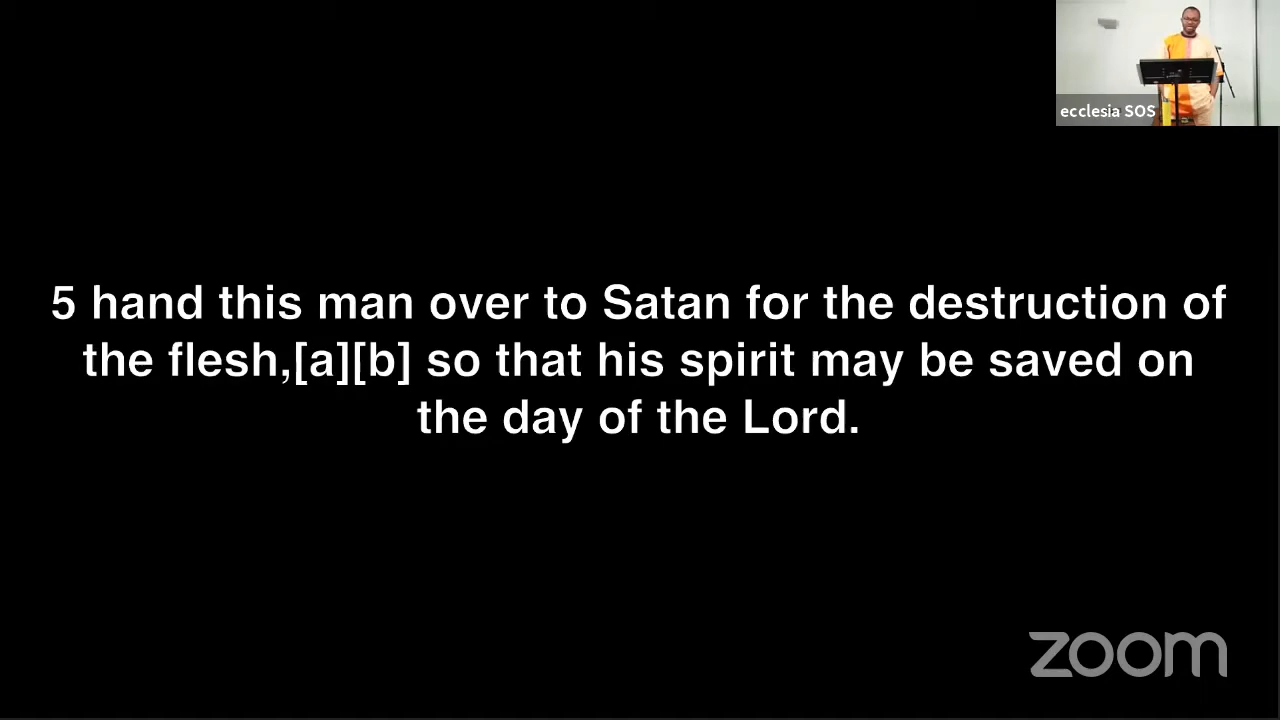 ecclesia SOS
5 hand this man over to Satan for the destruction of
the flesh,[a][b] so that his spirit may be saved on
the day of the Lord.
zoom